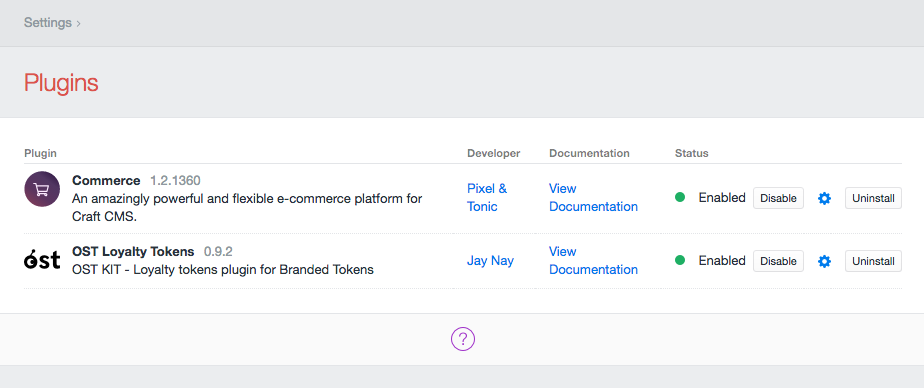 Settings ›
Plugins
Plugin Developer Documentation Status
Commerce 1.2.1360
An amazingly powerful and flexible e-commerce platform for
Craft CMS.
Pixel &
Tonic
View
Documentation
Enabled Disable Uninstall
ost
OST Loyalty Tokens 0.9.2
OST KIT - Loyalty tokens plugin for Branded Tokens
Jay Nay
View
Documentation
Enabled Disable Uninstall
?